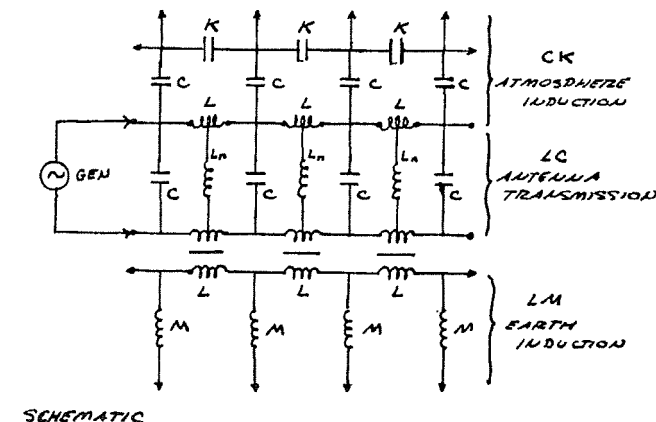 K K K
CK
C C C C
ATMOSPHERE
INDUCTION
L L L
LC
GEN
Ln Ln Ln
ANTENNA
C C C C
TRANSMISSION
L L L
LM
M M M M
EARTH
INDUCTION
SCHEMATIC